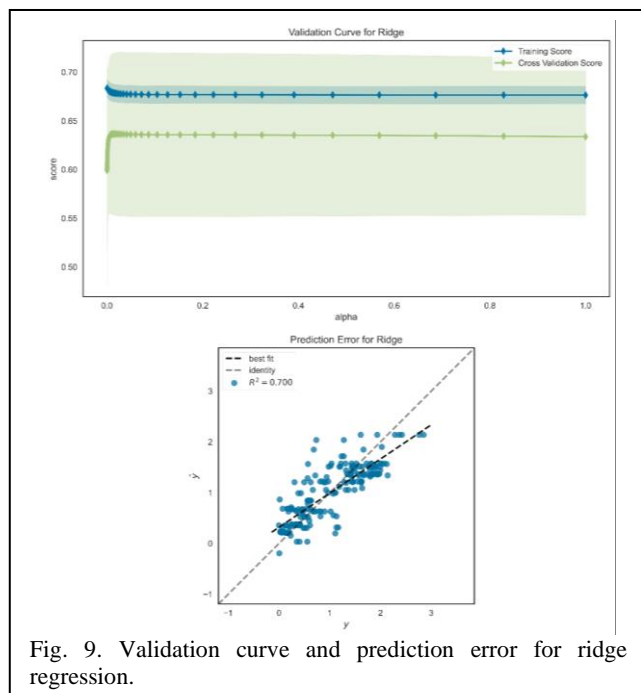 Validation Curve for Ridge
Training Score
Cross Validation Score
0.70
0.65
0.60
0.55
0.50
score
0.0 0.2 0.4 0.6 0.8 1.0
alpha
Prediction Error for Ridge
best fit
identity
R² = 0.700
3
2
1
0
−1
ŷ
−1 0 1 2 3
y
Fig. 9. Validation curve and prediction error for ridge
regression.